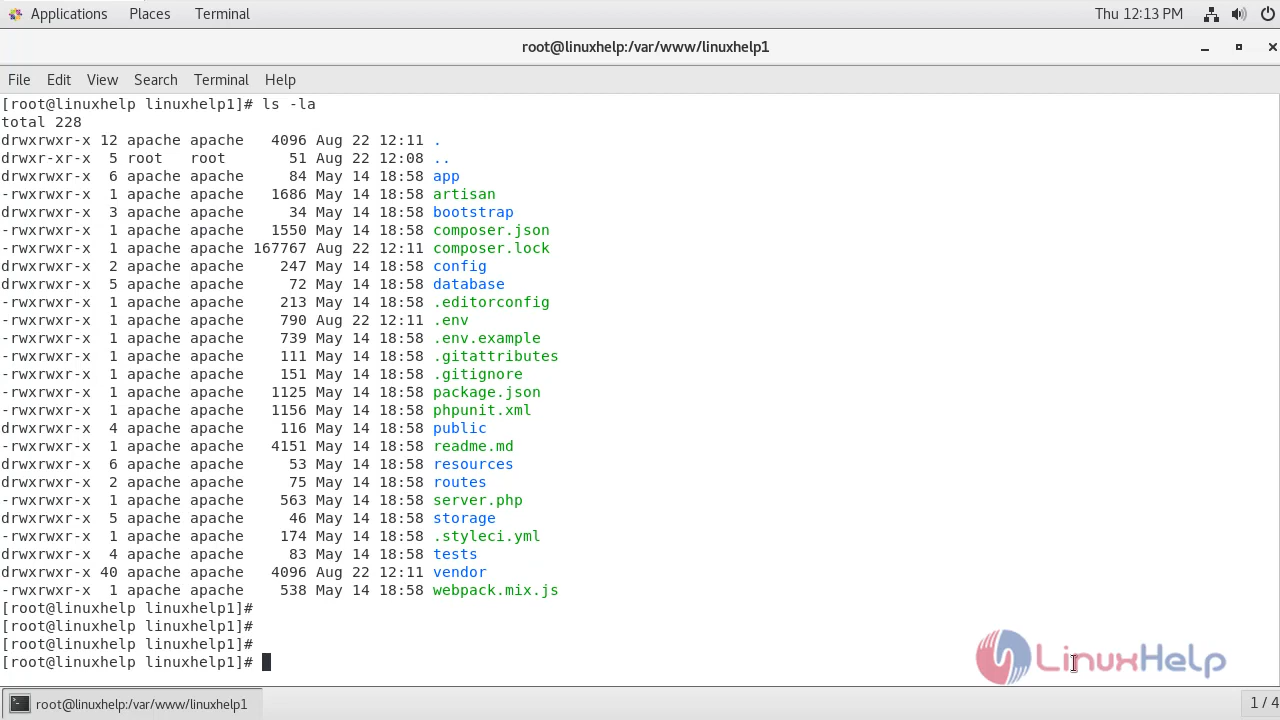 Applications Places Terminal Thu 12:13 PM
root@linuxhelp:/var/www/linuxhelp1
File Edit View Search Terminal Help
[root@linuxhelp linuxhelp1]# ls -la
total 228
drwxrwxr-x 12 apache apache   4096 Aug 22 12:11 .
drwxr-xr-x  5 root   root       51 Aug 22 12:08 ..
drwxrwxr-x  6 apache apache     84 May 14 18:58 app
-rwxrwxr-x  1 apache apache   1686 May 14 18:58 artisan
drwxrwxr-x  3 apache apache     34 May 14 18:58 bootstrap
-rwxrwxr-x  1 apache apache   1550 May 14 18:58 composer.json
-rwxrwxr-x  1 apache apache 167767 Aug 22 12:11 composer.lock
drwxrwxr-x  2 apache apache    247 May 14 18:58 config
drwxrwxr-x  5 apache apache     72 May 14 18:58 database
-rwxrwxr-x  1 apache apache    213 May 14 18:58 .editorconfig
-rwxrwxr-x  1 apache apache    790 Aug 22 12:11 .env
-rwxrwxr-x  1 apache apache    739 May 14 18:58 .env.example
-rwxrwxr-x  1 apache apache    111 May 14 18:58 .gitattributes
-rwxrwxr-x  1 apache apache    151 May 14 18:58 .gitignore
-rwxrwxr-x  1 apache apache   1125 May 14 18:58 package.json
-rwxrwxr-x  1 apache apache   1156 May 14 18:58 phpunit.xml
drwxrwxr-x  4 apache apache    116 May 14 18:58 public
-rwxrwxr-x  1 apache apache   4151 May 14 18:58 readme.md
drwxrwxr-x  6 apache apache     53 May 14 18:58 resources
drwxrwxr-x  2 apache apache     75 May 14 18:58 routes
-rwxrwxr-x  1 apache apache    563 May 14 18:58 server.php
drwxrwxr-x  5 apache apache     46 May 14 18:58 storage
-rwxrwxr-x  1 apache apache    174 May 14 18:58 .styleci.yml
drwxrwxr-x  4 apache apache     83 May 14 18:58 tests
drwxrwxr-x 40 apache apache   4096 Aug 22 12:11 vendor
-rwxrwxr-x  1 apache apache    538 May 14 18:58 webpack.mix.js
[root@linuxhelp linuxhelp1]#
[root@linuxhelp linuxhelp1]#
[root@linuxhelp linuxhelp1]#
[root@linuxhelp linuxhelp1]#
LinuxHelp
root@linuxhelp:/var/www/linuxhelp1 1 / 4